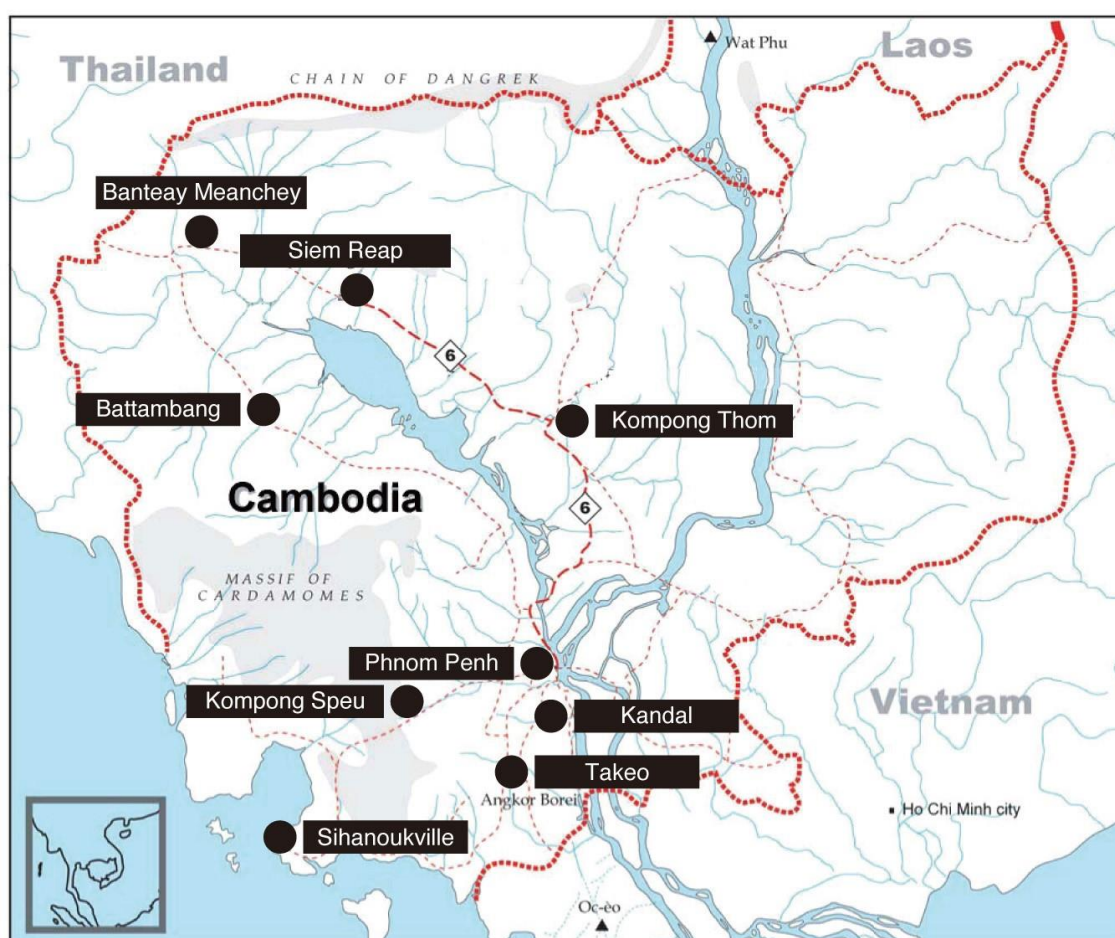 Wat Phu
Laos
Thailand
CHAIN OF DANGREK
Banteay Meanchey
Siem Reap
6
Battambang
Kompong Thom
Cambodia
6
MASSIF OF
CARDAMOMES
Phnom Penh
Kompong Speu
Kandal
Vietnam
Takeo
Angkor Borei
Ho Chi Minh city
Sihanoukville
Oc-èo